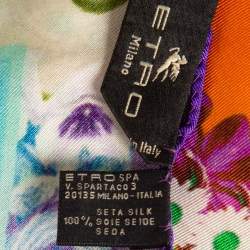 ETRO
Milano
in Italy
ETRO SPA
V. SPARTACO 3
20135 MILANO - ITALIA
SETA SILK
100% SOIE SEIDE
SEDA